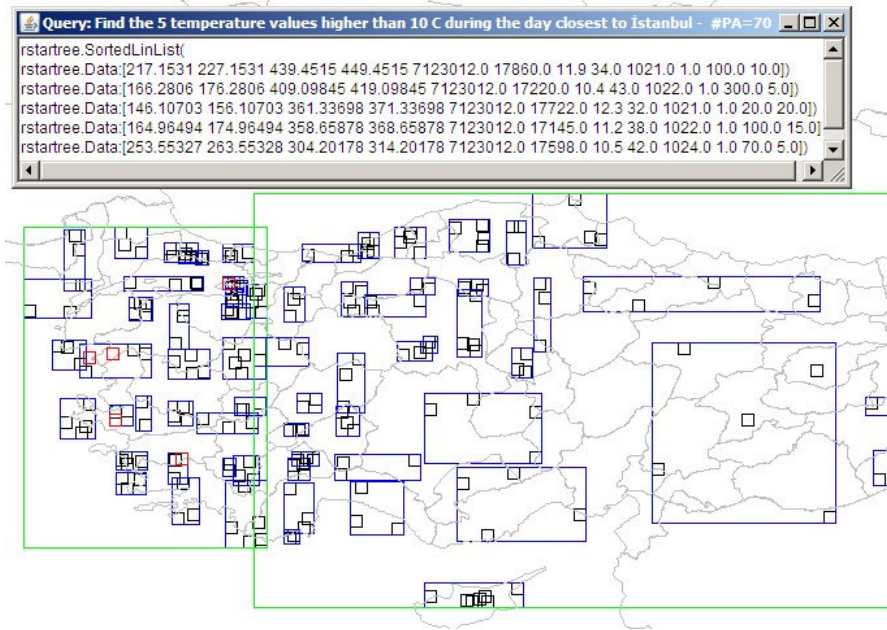 Query: Find the 5 temperature values higher than 10 C during the day closest to İstanbul - #PA=70
rstartree.SortedLinList(
rstartree.Data:[217.1531 227.1531 439.4515 449.4515 7123012.0 17860.0 11.9 34.0 1021.0 1.0 100.0 10.0])
rstartree.Data:[166.2806 176.2806 409.09845 419.09845 7123012.0 17220.0 10.4 43.0 1022.0 1.0 300.0 5.0])
rstartree.Data:[146.10703 156.10703 361.33698 371.33698 7123012.0 17722.0 12.3 32.0 1021.0 1.0 20.0 20.0])
rstartree.Data:[164.96494 174.96494 358.65878 368.65878 7123012.0 17145.0 11.2 38.0 1022.0 1.0 100.0 15.0]
rstartree.Data:[253.55327 263.55328 304.20178 314.20178 7123012.0 17598.0 10.5 42.0 1024.0 1.0 70.0 5.0])